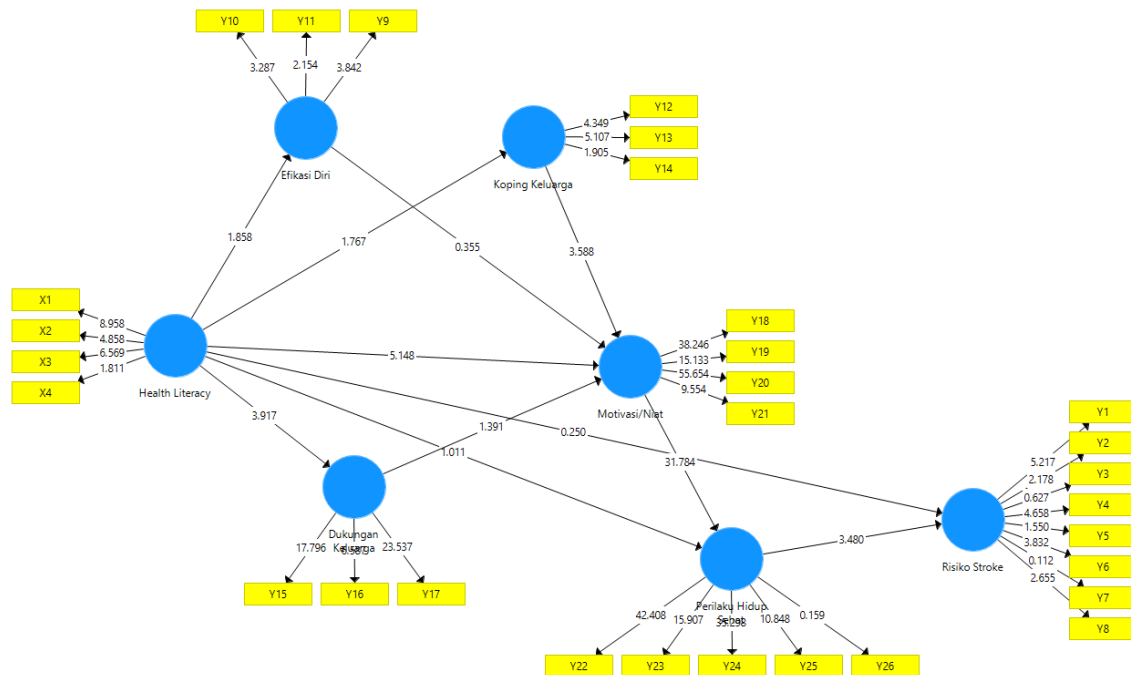 Y10
Y11
Y9
3.287
2.154
3.842
Efikasi Diri
Y12
Y13
Y14
4.349
5.107
1.905
Koping Keluarga
1.858
1.767
0.355
3.588
X1
X2
X3
X4
8.958
4.858
6.569
1.811
Health Literacy
5.148
Y18
Y19
Y20
Y21
38.246
15.133
55.654
9.554
Motivasi/Niat
3.917
1.391
0.250
1.011
31.784
Dukungan
Keluarga
17.796
23.537
Y15
Y16
Y17
Y1
Y2
Y3
Y4
Y5
Y6
Y7
Y8
5.217
2.178
0.627
4.658
1.550
3.832
0.112
2.655
Risiko Stroke
3.480
Perilaku Hidup
Sehat
42.408
15.907
10.848
0.159
Y22
Y23
Y24
Y25
Y26